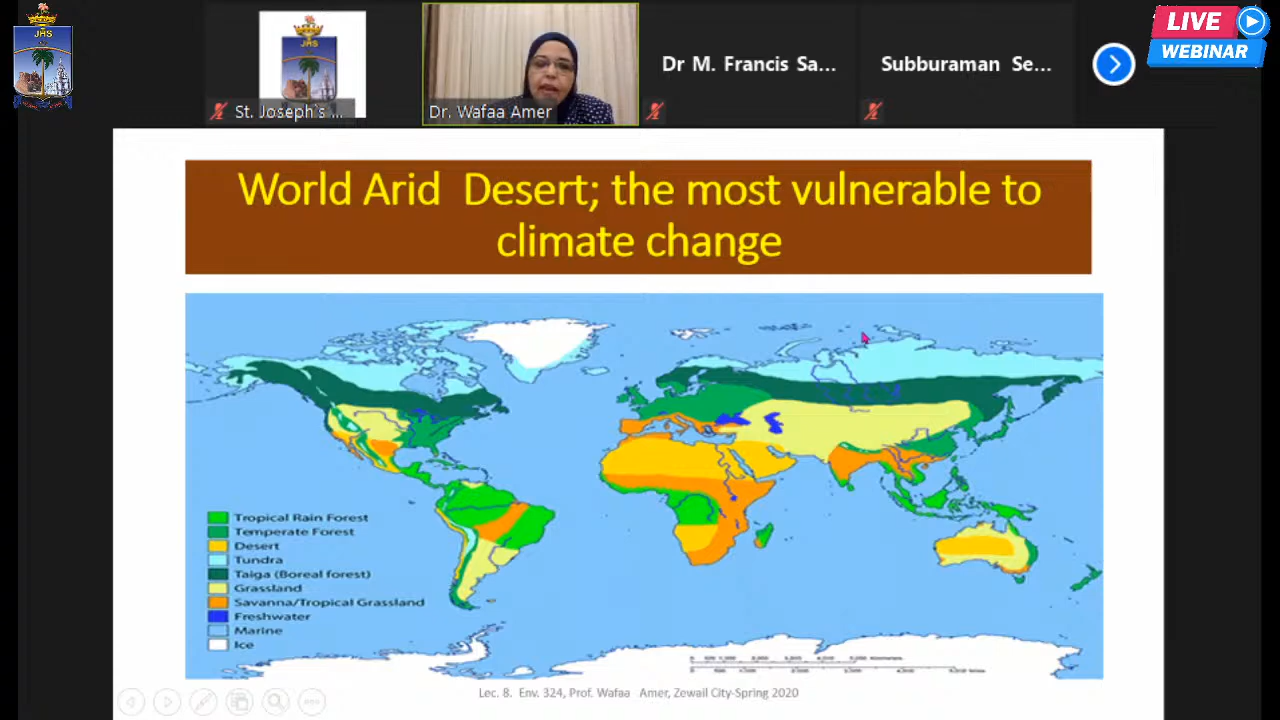 JHS
JHS
LIVE
WEBINAR
St. Joseph's ...
Dr. Wafaa Amer
Dr M. Francis Sa...
Subburaman Se...
World Arid Desert; the most vulnerable to
climate change
Tropical Rain Forest
Temperate Forest
Desert
Tundra
Taiga (Boreal forest)
Grassland
Savanna/Tropical Grassland
Freshwater
Marine
Ice
Lec. 8. Env. 324, Prof. Wafaa Amer, Zewail City-Spring 2020